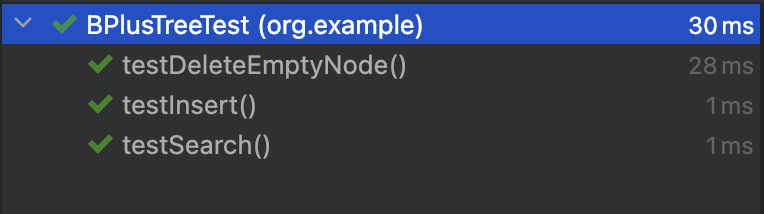 BPlusTreeTest (org.example) 30 ms
testDeleteEmptyNode() 28 ms
testInsert() 1 ms
testSearch() 1 ms